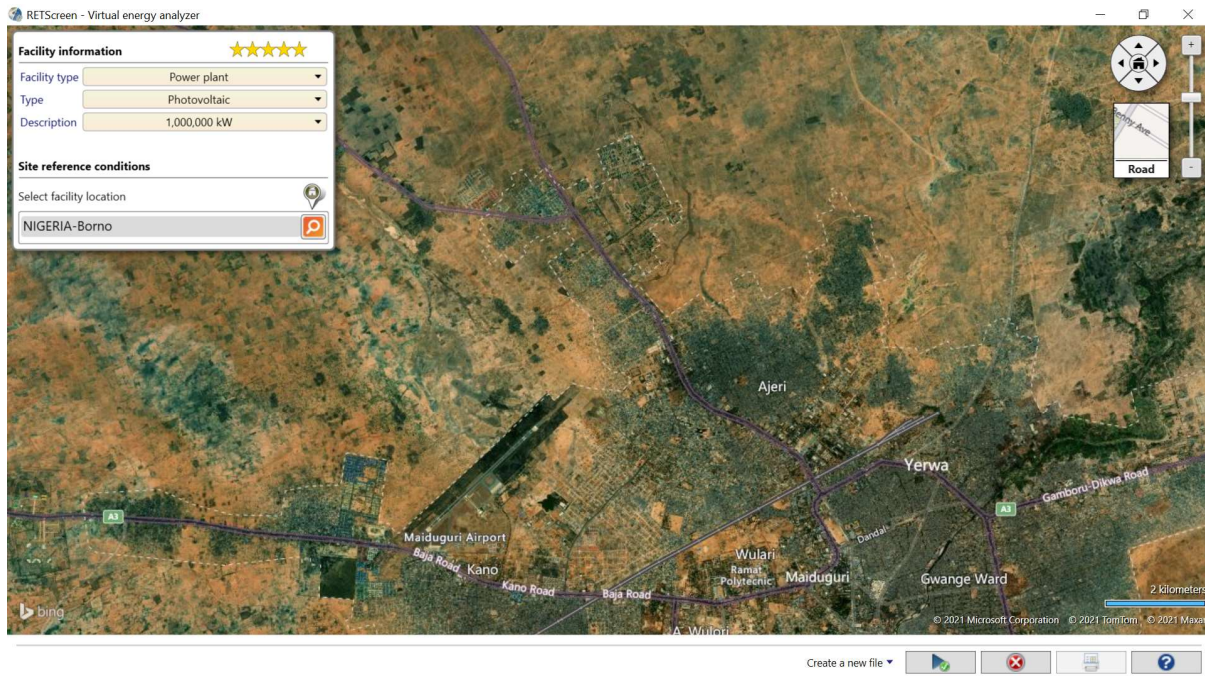 RETScreen - Virtual energy analyzer
Facility information
Facility type
Power plant
Type
Photovoltaic
Description
1,000,000 kW
Site reference conditions
Select facility location
NIGERIA-Borno
Penny Ave
Road
+
-
Ajeri
Yerwa
A3
Gamboru-Dikwa Road
A3
Maiduguri Airport
Baja Road
Kano
Kano Road
Baja Road
Dandal
Wulari
Ramat
Polytecnic
Maiduguri
Gwange Ward
A. Wulori
2 kilometers
bing
© 2021 Microsoft Corporation © 2021 TomTom © 2021 Maxar
Create a new file
?